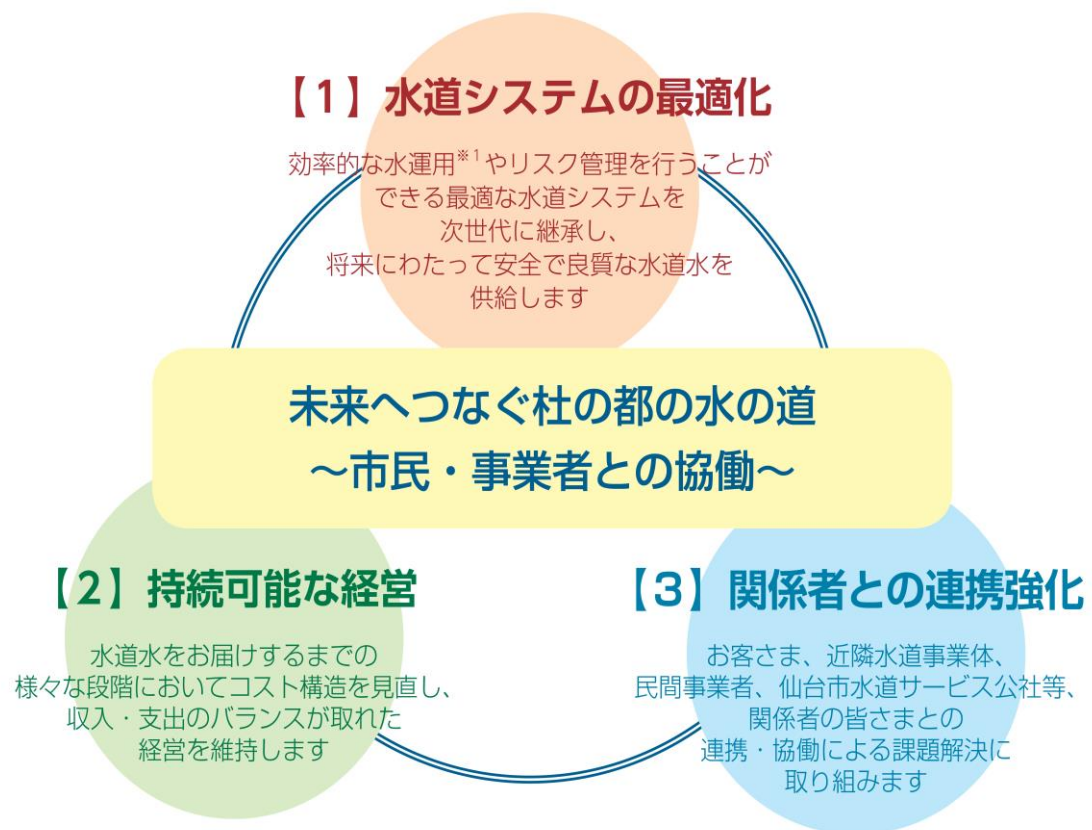 【1】水道システムの最適化
効率的な水運用※1やリスク管理を行うことが
できる最適な水道システムを
次世代に継承し、
将来にわたって安全で良質な水道水を
供給します
未来へつなぐ杜の都の水の道
～市民・事業者との協働～
【2】持続可能な経営
水道水をお届けするまでの
様々な段階においてコスト構造を見直し、
収入・支出のバランスが取れた
経営を維持します
【3】関係者との連携強化
お客さま、近隣水道事業体、
民間事業者、仙台市水道サービス公社等、
関係者の皆さまとの
連携・協働による課題解決に
取り組みます